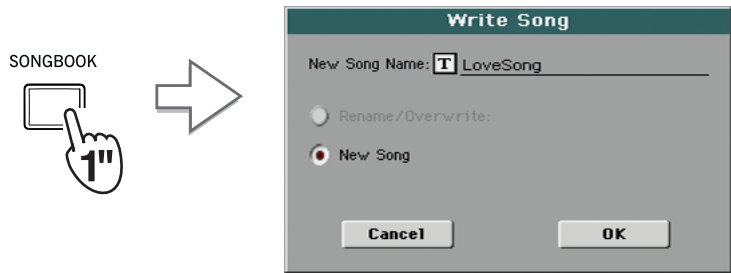 SONGBOOK
1"
Write Song
New Song Name: T LoveSong
Rename/Overwrite:
New Song
Cancel OK